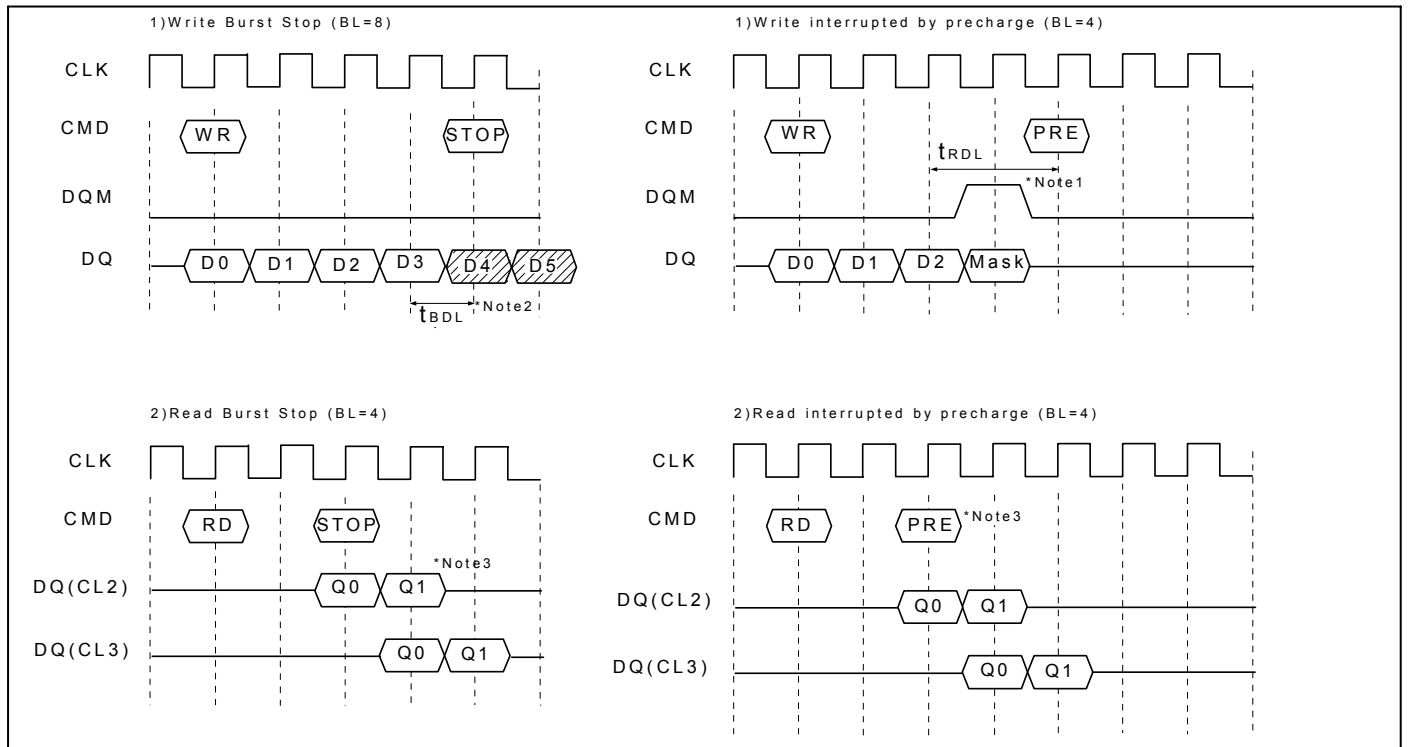 1)Write Burst Stop (BL=8)
CLK
CMD
WR
STOP
DQM
DQ
D0
D1
D2
D3
D4
D5
tBDL
*Note2
1)Write interrupted by precharge (BL=4)
CLK
CMD
WR
PRE
tRDL
*Note1
DQM
DQ
D0
D1
D2
Mask
2)Read Burst Stop (BL=4)
CLK
CMD
RD
STOP
*Note3
DQ(CL2)
Q0
Q1
DQ(CL3)
Q0
Q1
2)Read interrupted by precharge (BL=4)
CLK
CMD
RD
PRE
*Note3
DQ(CL2)
Q0
Q1
DQ(CL3)
Q0
Q1